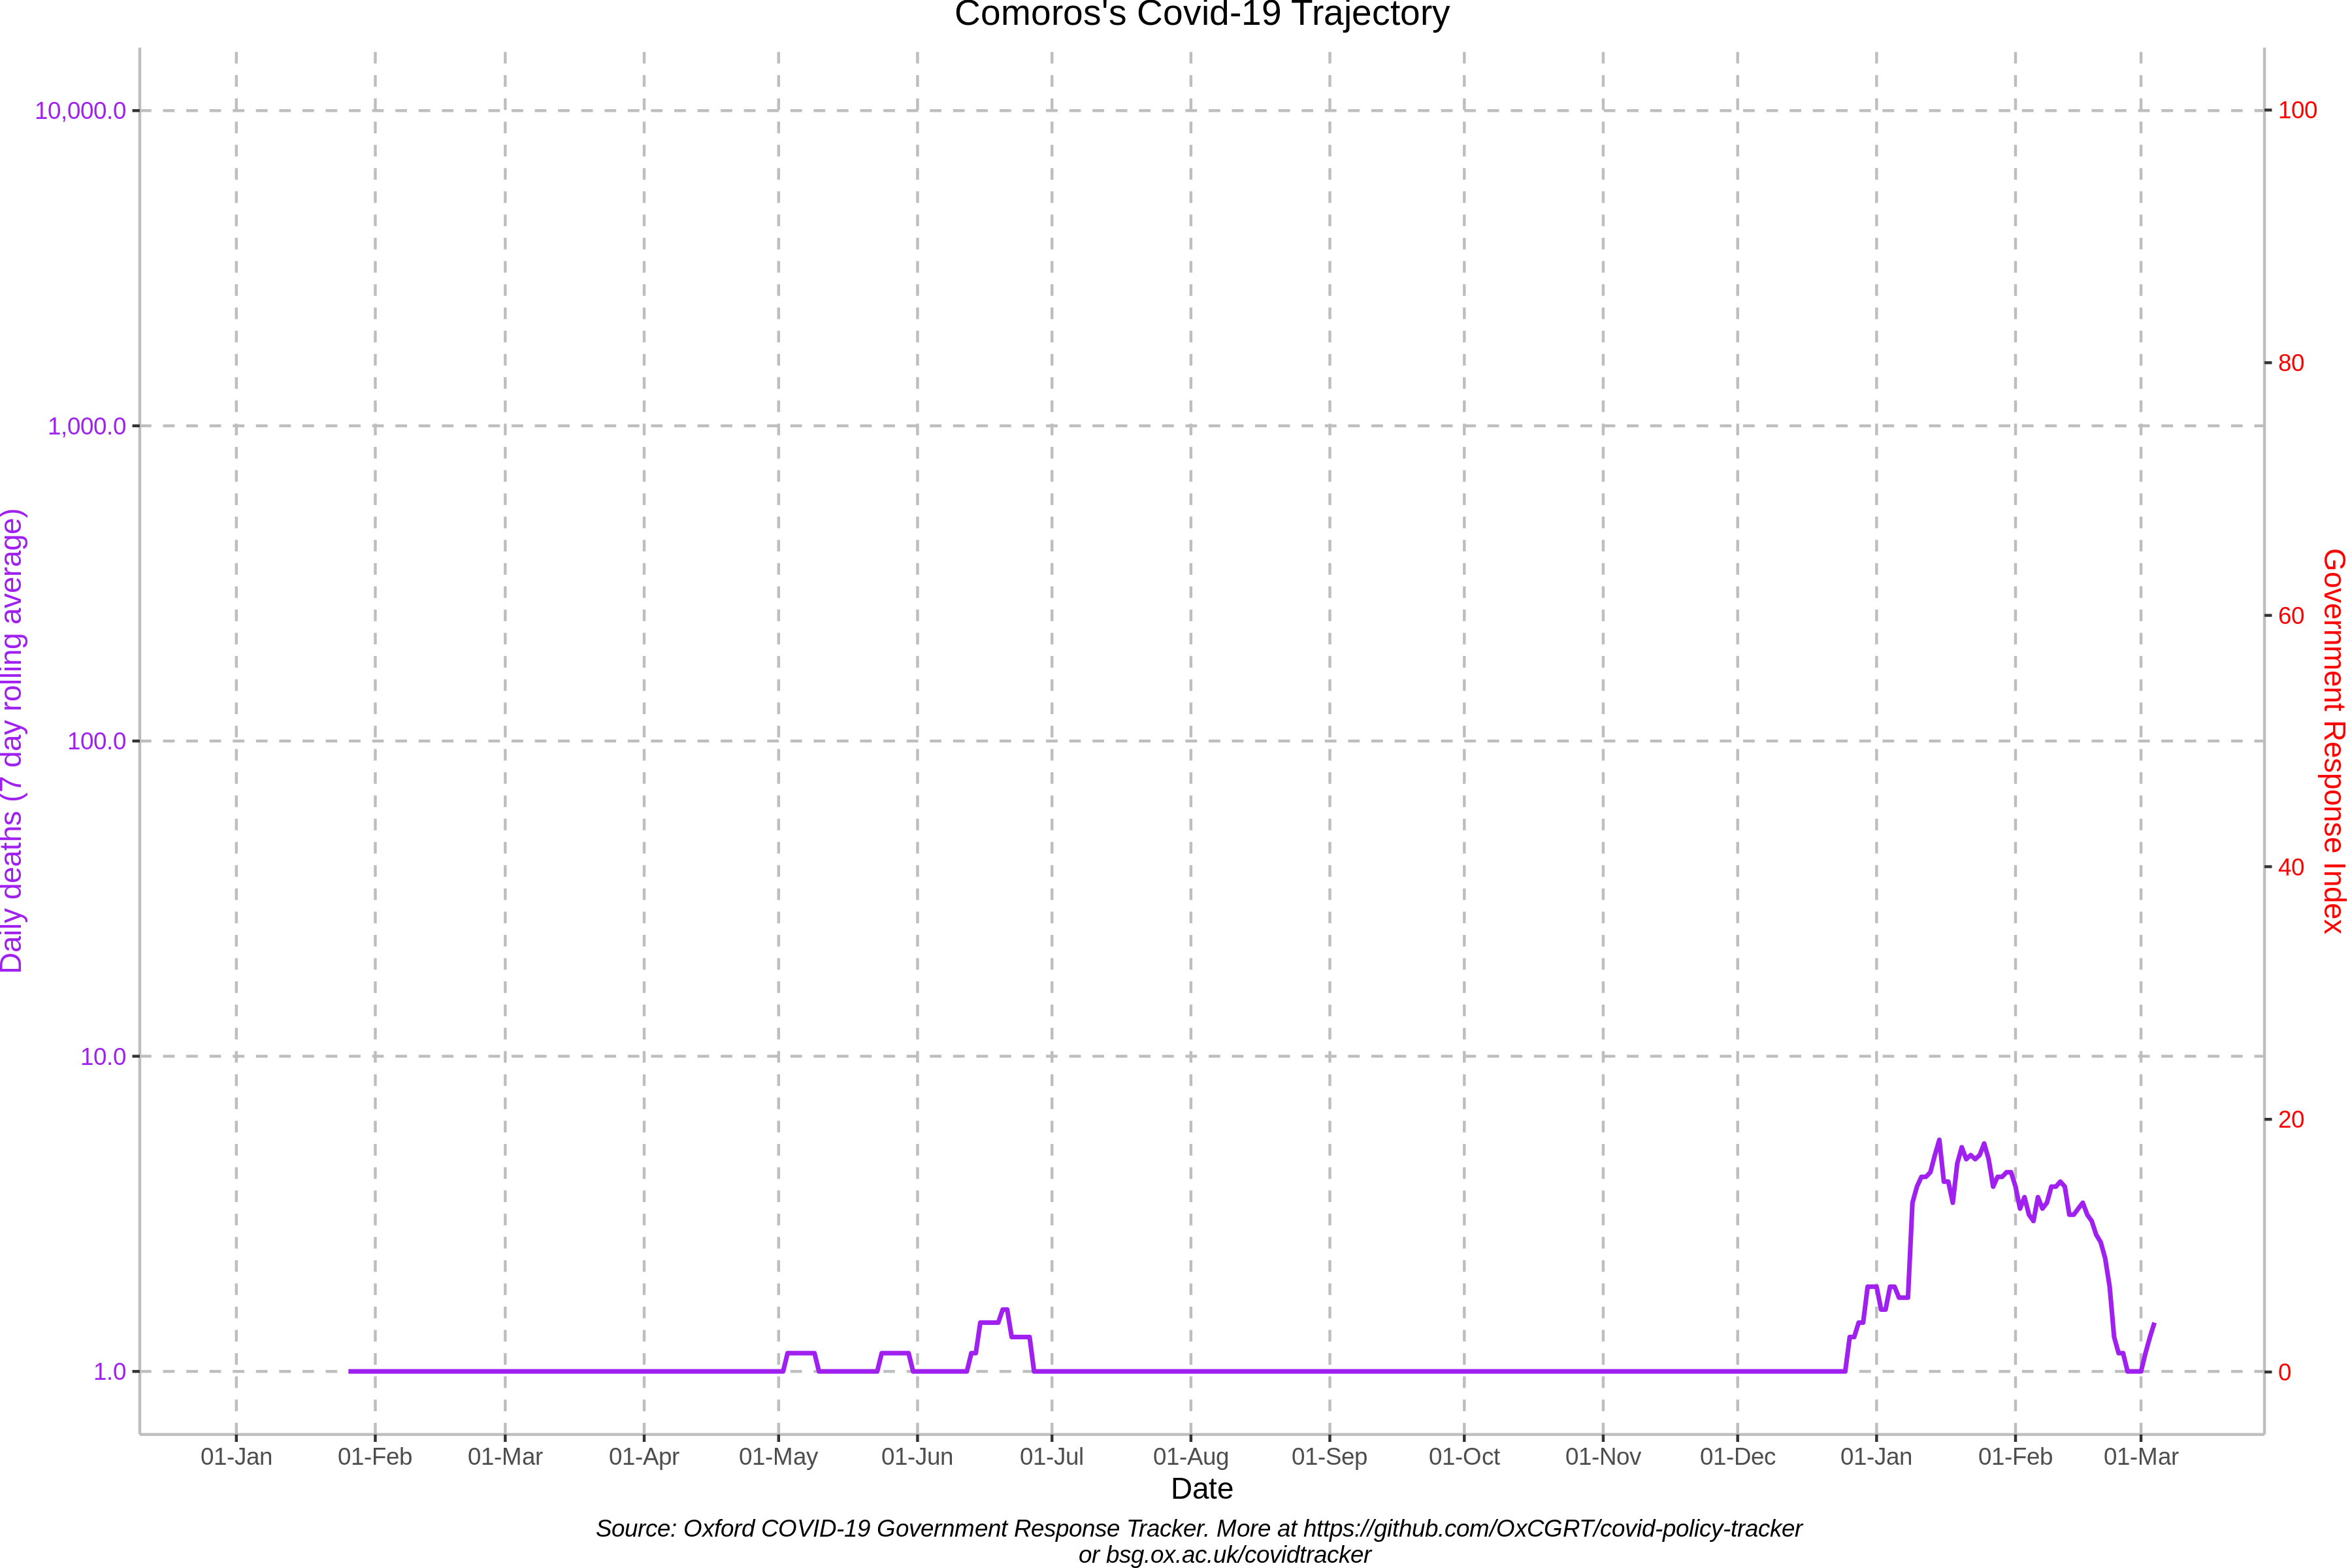 Comoros's Covid-19 Trajectory
10,000.0
1,000.0
100.0
10.0
1.0
Daily deaths (7 day rolling average)
100
80
60
40
20
0
Government Response Index
01-Jan 01-Feb 01-Mar 01-Apr 01-May 01-Jun 01-Jul 01-Aug 01-Sep 01-Oct 01-Nov 01-Dec 01-Jan 01-Feb 01-Mar
Date
Source: Oxford COVID-19 Government Response Tracker. More at https://github.com/OxCGRT/covid-policy-tracker
or bsg.ox.ac.uk/covidtracker